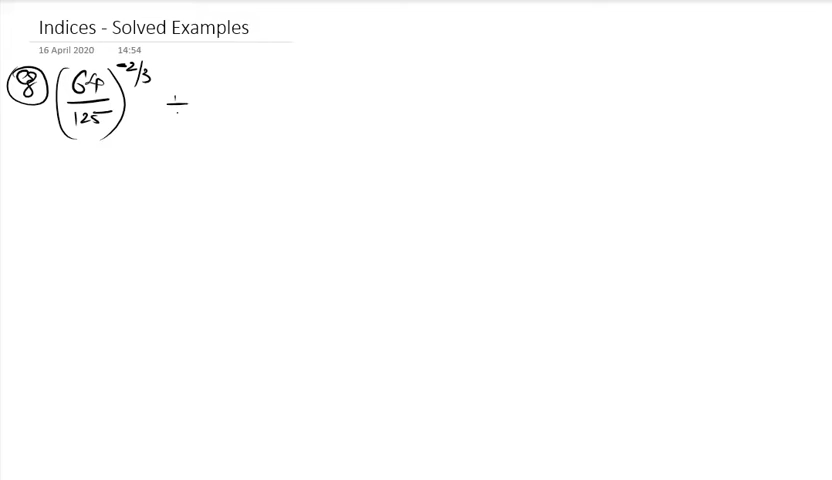 Indices - Solved Examples
16 April 2020 14:54
8 (64/125)^-2/3 ÷